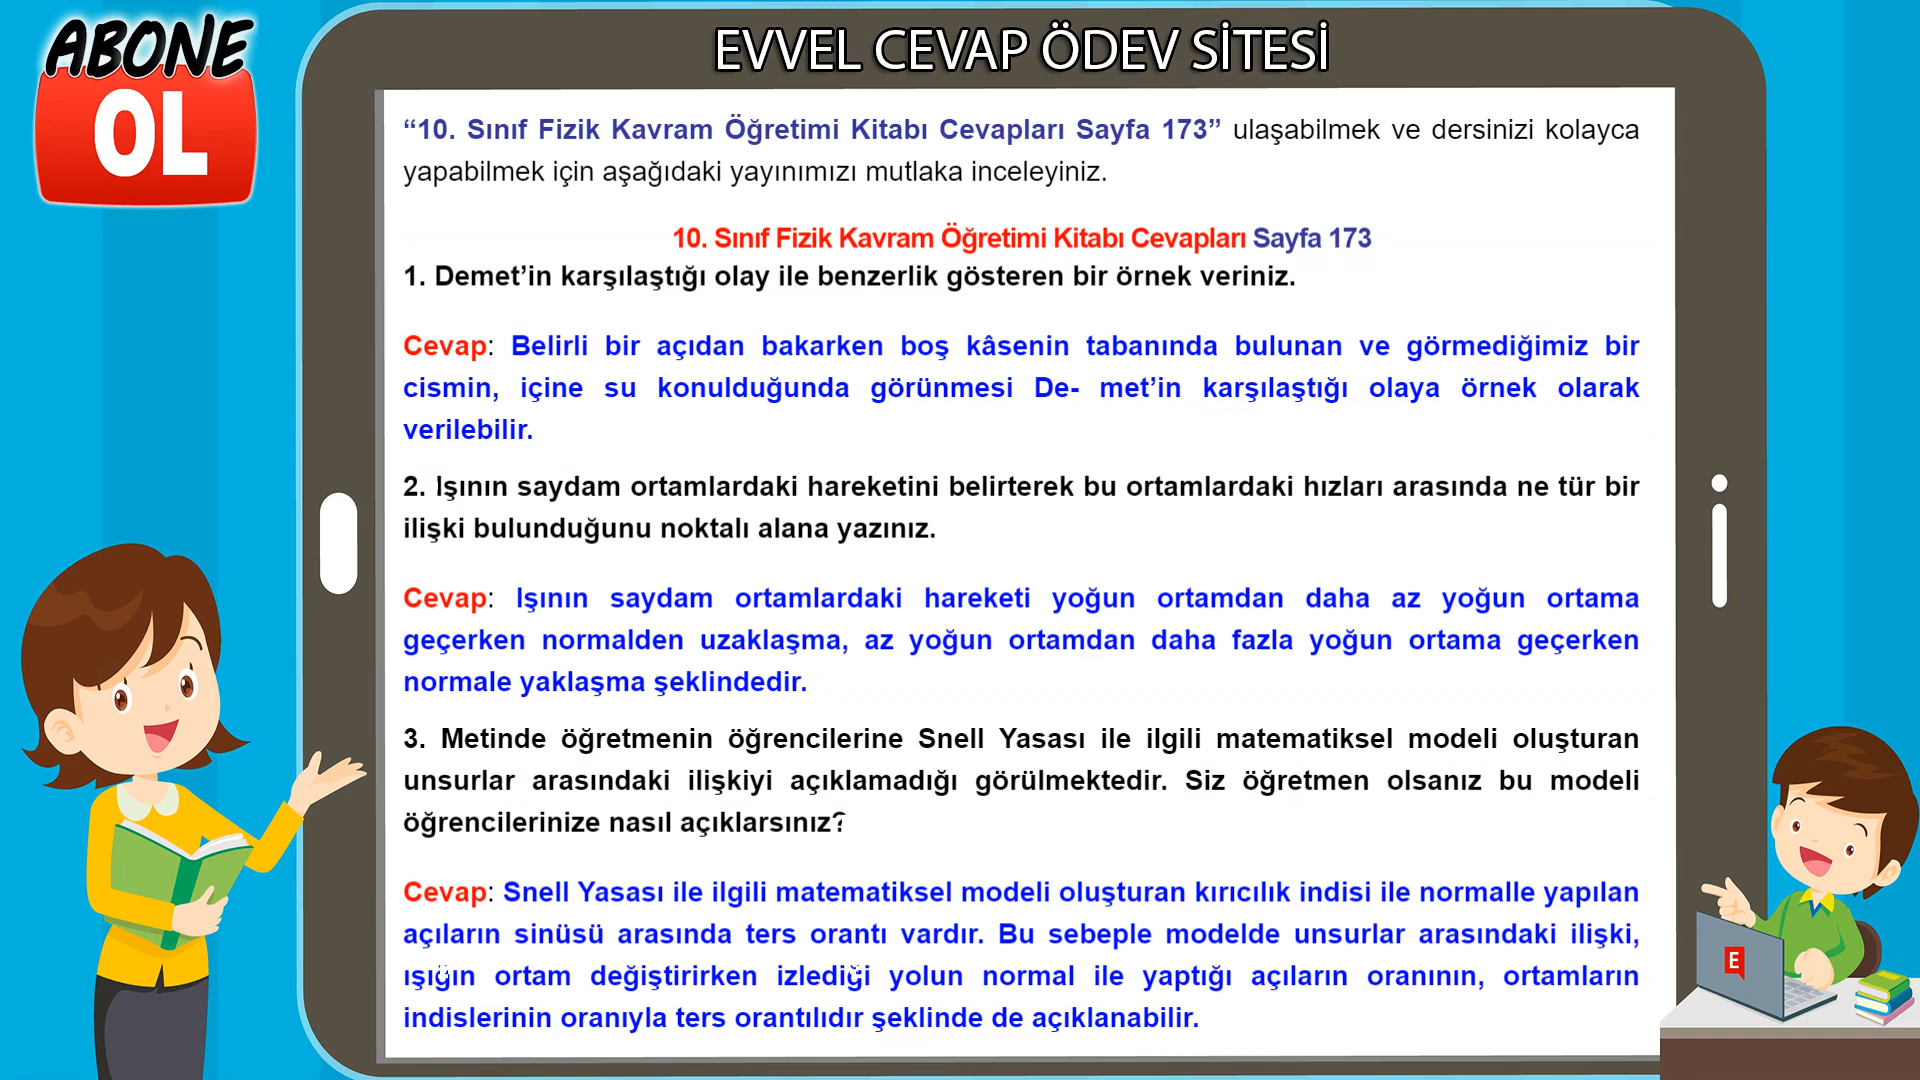 ABONE
OL
EVVEL CEVAP ÖDEV SİTESİ
“10. Sınıf Fizik Kavram Öğretimi Kitabı Cevapları Sayfa 173” ulaşabilmek ve dersinizi kolayca
yapabilmek için aşağıdaki yayınımızı mutlaka inceleyiniz.
10. Sınıf Fizik Kavram Öğretimi Kitabı Cevapları Sayfa 173
1. Demet’in karşılaştığı olay ile benzerlik gösteren bir örnek veriniz.
Cevap: Belirli bir açıdan bakarken boş kâsenin tabanında bulunan ve görmediğimiz bir
cismin, içine su konulduğunda görünmesi De- met’in karşılaştığı olaya örnek olarak
verilebilir.
2. Işının saydam ortamlardaki hareketini belirterek bu ortamlardaki hızları arasında ne tür bir
ilişki bulunduğunu noktalı alana yazınız.
Cevap: Işının saydam ortamlardaki hareketi yoğun ortamdan daha az yoğun ortama
geçerken normalden uzaklaşma, az yoğun ortamdan daha fazla yoğun ortama geçerken
normale yaklaşma şeklindedir.
3. Metinde öğretmenin öğrencilerine Snell Yasası ile ilgili matematiksel modeli oluşturan
unsurlar arasındaki ilişkiyi açıklamadığı görülmektedir. Siz öğretmen olsanız bu modeli
öğrencilerinize nasıl açıklarsınız?
Cevap: Snell Yasası ile ilgili matematiksel modeli oluşturan kırıcılık indisi ile normalle yapılan
açıların sinüsü arasında ters orantı vardır. Bu sebeple modelde unsurlar arasındaki ilişki,
ışığın ortam değiştirirken izlediği yolun normal ile yaptığı açıların oranının, ortamların
indislerinin oranıyla ters orantılıdır şeklinde de açıklanabilir.
E